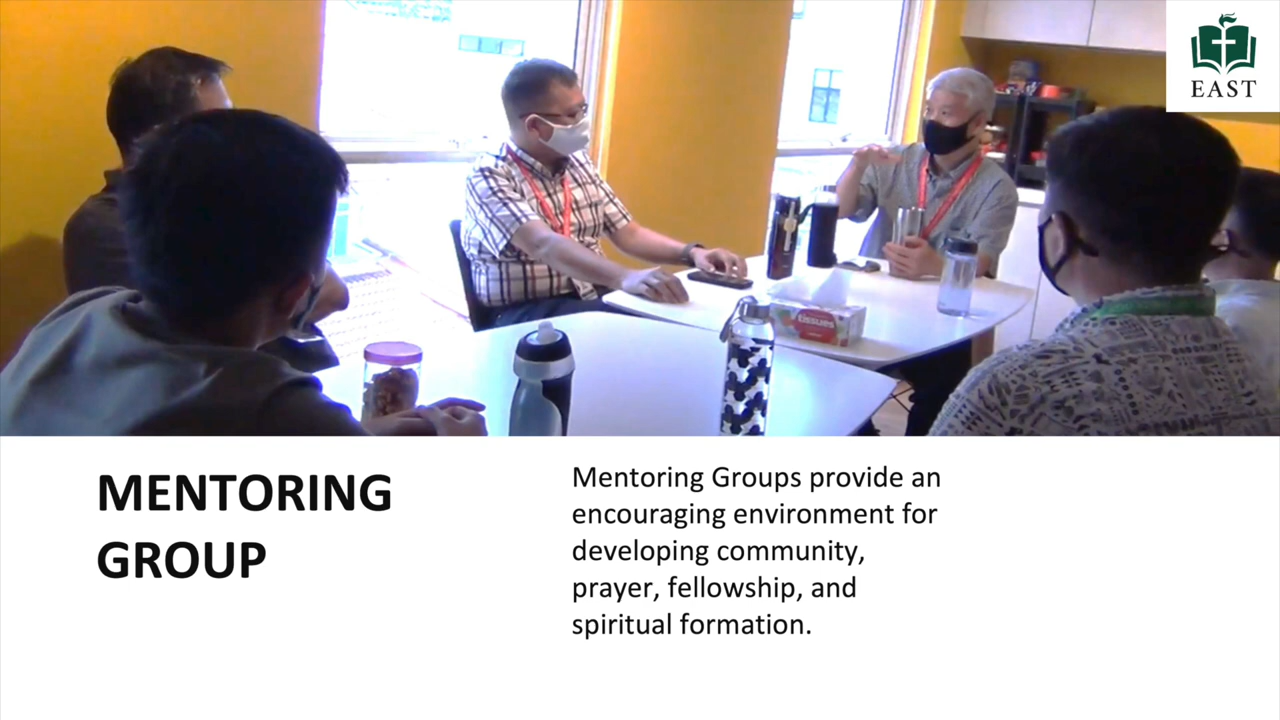 EAST
tissues
MENTORING
GROUP
Mentoring Groups provide an
encouraging environment for
developing community,
prayer, fellowship, and
spiritual formation.